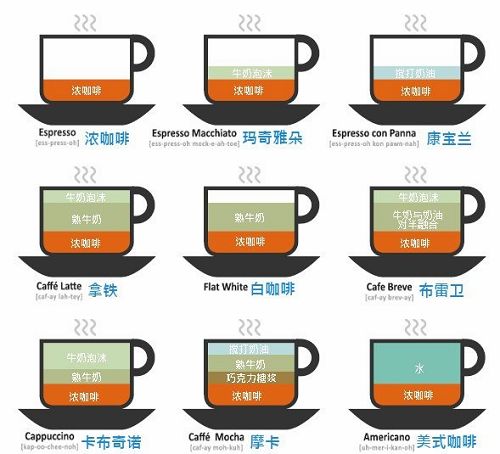 浓咖啡
Espresso
[ess-press-oh]
浓咖啡
牛奶泡沫
浓咖啡
Espresso Macchiato
[ess-press-oh mock-e-ah-toe]
玛奇雅朵
搅打奶油
浓咖啡
Espresso con Panna
[ess-press-oh kon pawn-nah]
康宝兰
牛奶泡沫
熟牛奶
浓咖啡
Caffé Latte
[caf-ay lah-tey]
拿铁
熟牛奶
浓咖啡
Flat White
白咖啡
牛奶泡沫
牛奶与奶油
对半融合
浓咖啡
Cafe Breve
[caf-ay brev-ay]
布雷卫
牛奶泡沫
熟牛奶
浓咖啡
Cappuccino
[kap-oo-chee-noh]
卡布奇诺
搅打奶油
熟牛奶
巧克力糖浆
浓咖啡
Caffé Mocha
[caf-ay moh-kuh]
摩卡
水
浓咖啡
Americano
[uh-mer-i-kan-oh]
美式咖啡